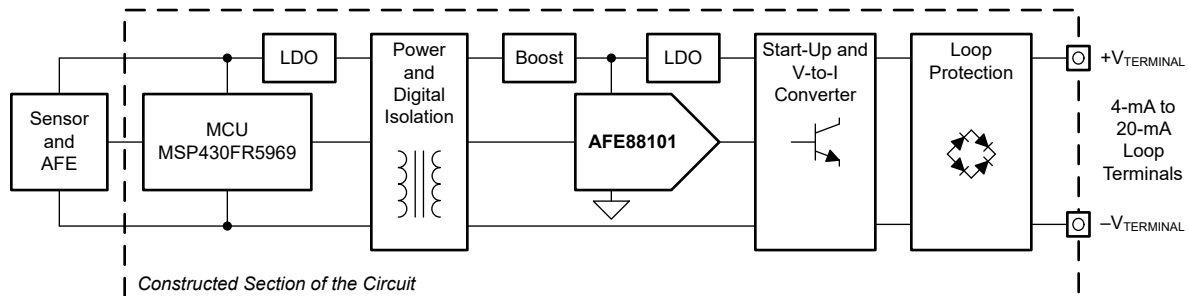 Sensor
and
AFE
LDO
MCU
MSP430FR5969
Power
and
Digital
Isolation
Boost
LDO
AFE88101
Start-Up and
V-to-I
Converter
Loop
Protection
+VTERMINAL
4-mA to
20-mA
Loop
Terminals
–VTERMINAL
Constructed Section of the Circuit